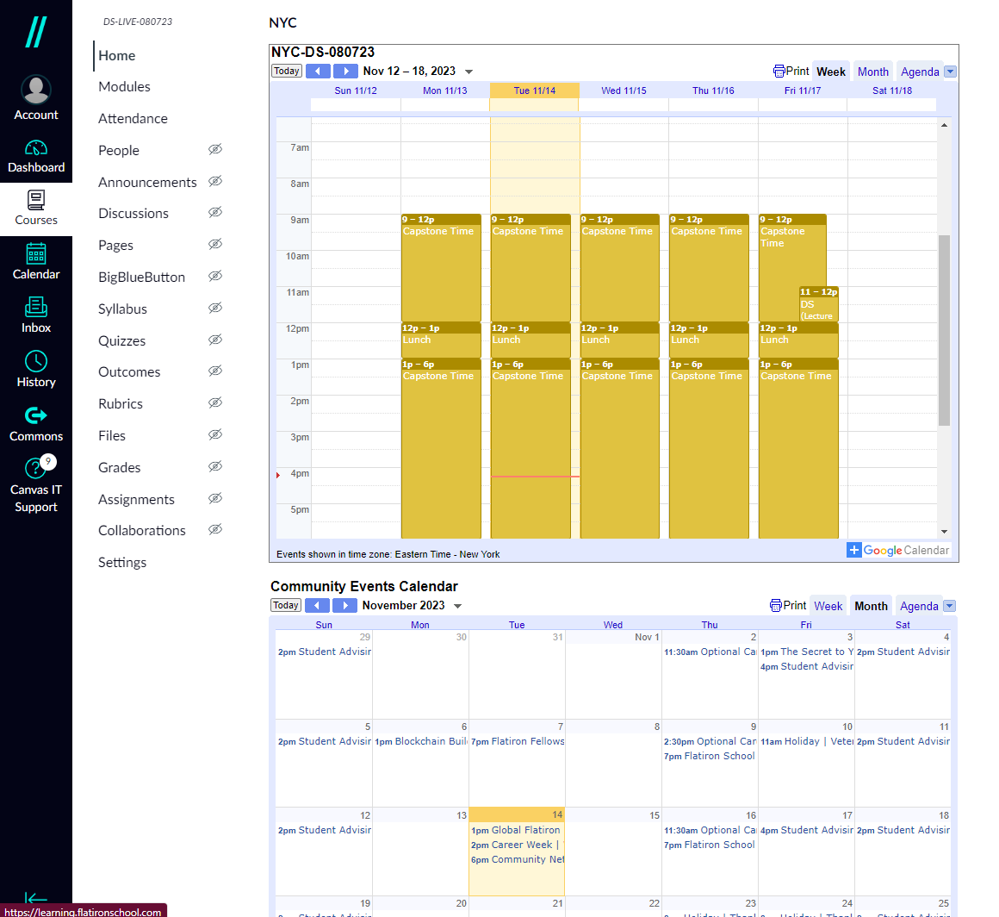 DS-LIVE-080723
Account
Dashboard
Courses
Calendar
Inbox
History
Commons
9
Canvas IT
Support
Home
Modules
Attendance
People
Announcements
Discussions
Pages
BigBlueButton
Syllabus
Quizzes
Outcomes
Rubrics
Files
Grades
Assignments
Collaborations
Settings
https://learning.flatironschool.com
NYC
NYC-DS-080723
Today Nov 12 – 18, 2023 Print Week Month Agenda
Sun 11/12 Mon 11/13 Tue 11/14 Wed 11/15 Thu 11/16 Fri 11/17 Sat 11/18
7am
8am
9am 9 – 12p 9 – 12p 9 – 12p 9 – 12p 9 – 12p
Capstone Time Capstone Time Capstone Time Capstone Time Capstone
Time
10am
11am 11 – 12p
DS
(Lecture
12pm 12p – 1p 12p – 1p 12p – 1p 12p – 1p 12p – 1p
Lunch Lunch Lunch Lunch Lunch
1pm 1p – 6p 1p – 6p 1p – 6p 1p – 6p 1p – 6p
Capstone Time Capstone Time Capstone Time Capstone Time Capstone Time
2pm
3pm
4pm
5pm
Events shown in time zone: Eastern Time - New York Google Calendar
Community Events Calendar
Today November 2023 Print Week Month Agenda
Sun Mon Tue Wed Thu Fri Sat
29 30 31 Nov 1 2 3 4
2pm Student Advisin 11:30am Optional Ca 1pm The Secret to Y 2pm Student Advisin
4pm Student Advisin
5 6 7 8 9 10 11
2pm Student Advisin 1pm Blockchain Buil 7pm Flatiron Fellows 2:30pm Optional Car 11am Holiday | Veter 2pm Student Advisin
7pm Flatiron School
12 13 14 15 16 17 18
2pm Student Advisin 1pm Global Flatiron 11:30am Optional Ca 4pm Student Advisin 2pm Student Advisin
2pm Career Week | 7pm Flatiron School
6pm Community Net
19 20 21 22 23 24 25